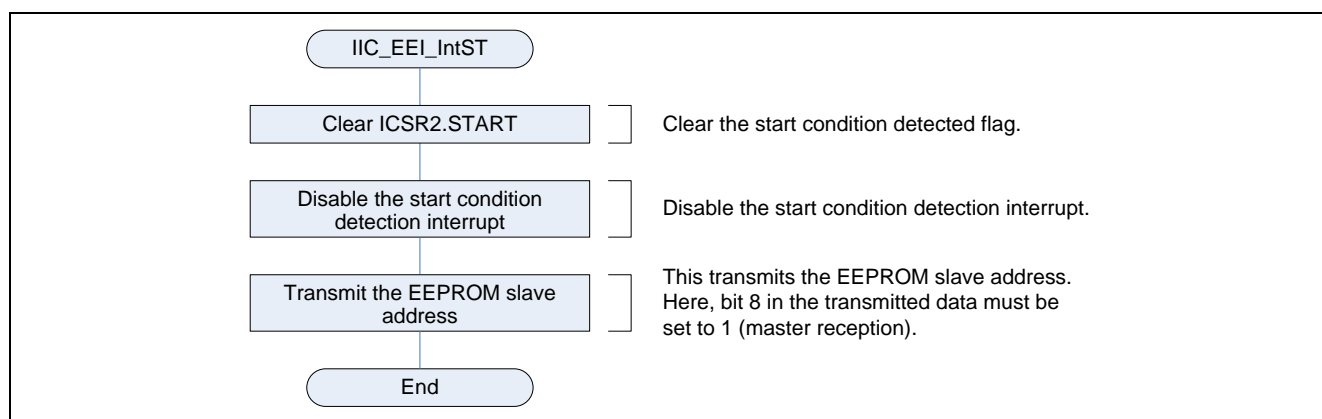 IIC_EEI_IntST
Clear ICSR2.START
Clear the start condition detected flag.
Disable the start condition
detection interrupt
Disable the start condition detection interrupt.
Transmit the EEPROM slave
address
This transmits the EEPROM slave address.
Here, bit 8 in the transmitted data must be
set to 1 (master reception).
End